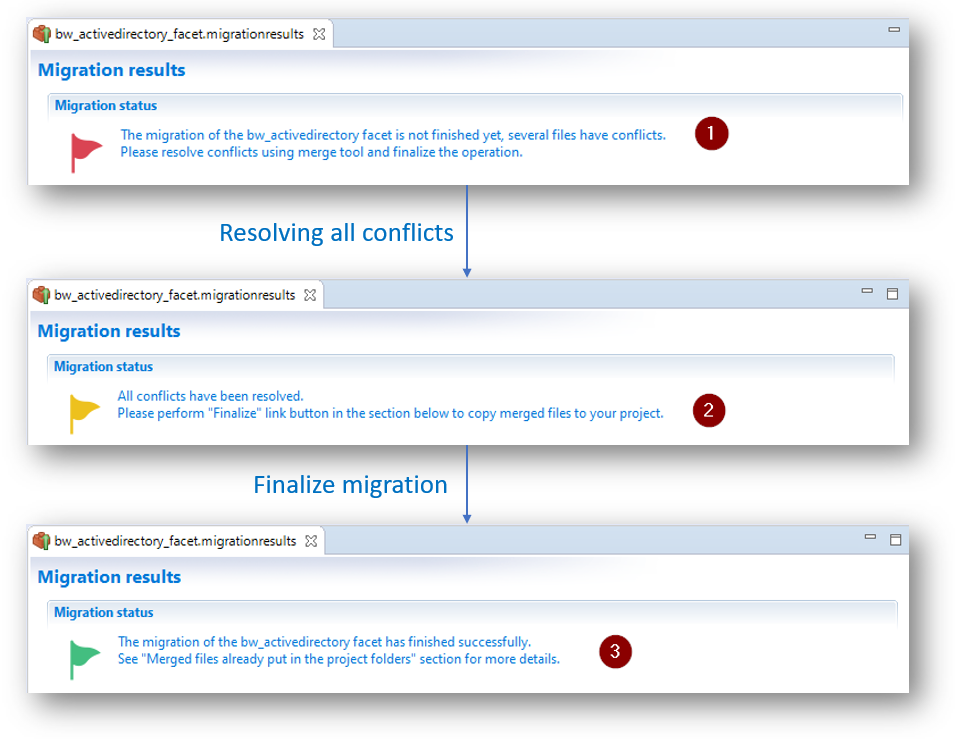 bw_activedirectory_facet.migrationresults
Migration results
Migration status
The migration of the bw_activedirectory facet is not finished yet, several files have conflicts.
Please resolve conflicts using merge tool and finalize the operation.
1
Resolving all conflicts
bw_activedirectory_facet.migrationresults
Migration results
Migration status
All conflicts have been resolved.
Please perform "Finalize" link button in the section below to copy merged files to your project.
2
Finalize migration
bw_activedirectory_facet.migrationresults
Migration results
Migration status
The migration of the bw_activedirectory facet has finished successfully.
See "Merged files already put in the project folders" section for more details.
3